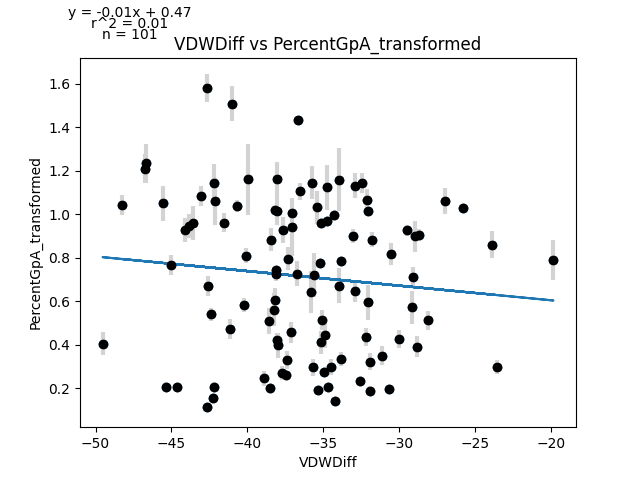 y = -0.01x + 0.47
r^2 = 0.01
n = 101
VDWDiff vs PercentGpA_transformed
PercentGpA_transformed
1.6
1.4
1.2
1.0
0.8
0.6
0.4
0.2
−50 −45 −40 −35 −30 −25 −20
VDWDiff